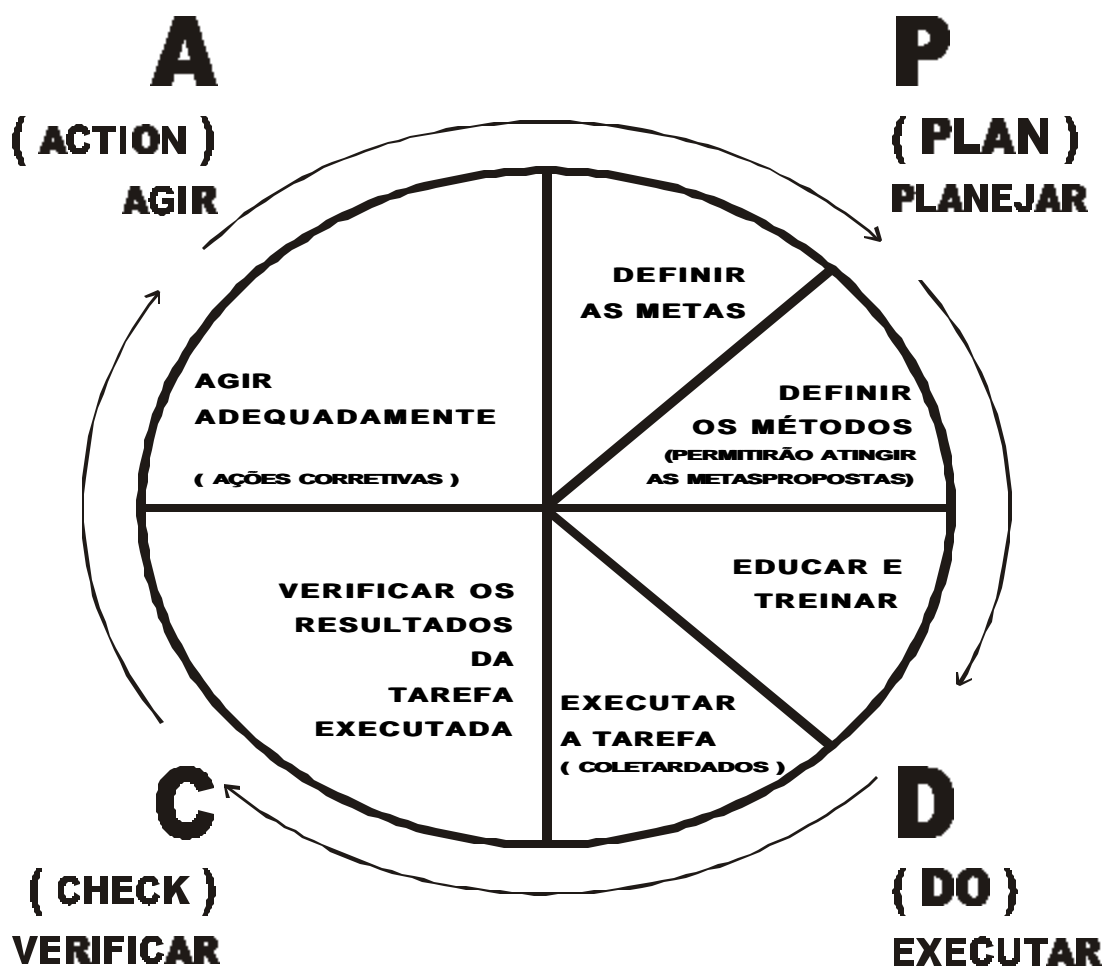 A
( ACTION )
AGIR
P
( PLAN )
PLANEJAR
DEFINIR
AS METAS
DEFINIR
OS MÉTODOS
(PERMITIRÃO ATINGIR
AS METASPROPOSTAS)
AGIR
ADEQUADAMENTE
( AÇÕES CORRETIVAS )
EDUCAR E
TREINAR
VERIFICAR OS
RESULTADOS
DA
TAREFA
EXECUTADA
EXECUTAR
A TAREFA
( COLETARDADOS )
C
( CHECK )
VERIFICAR
D
( DO )
EXECUTAR